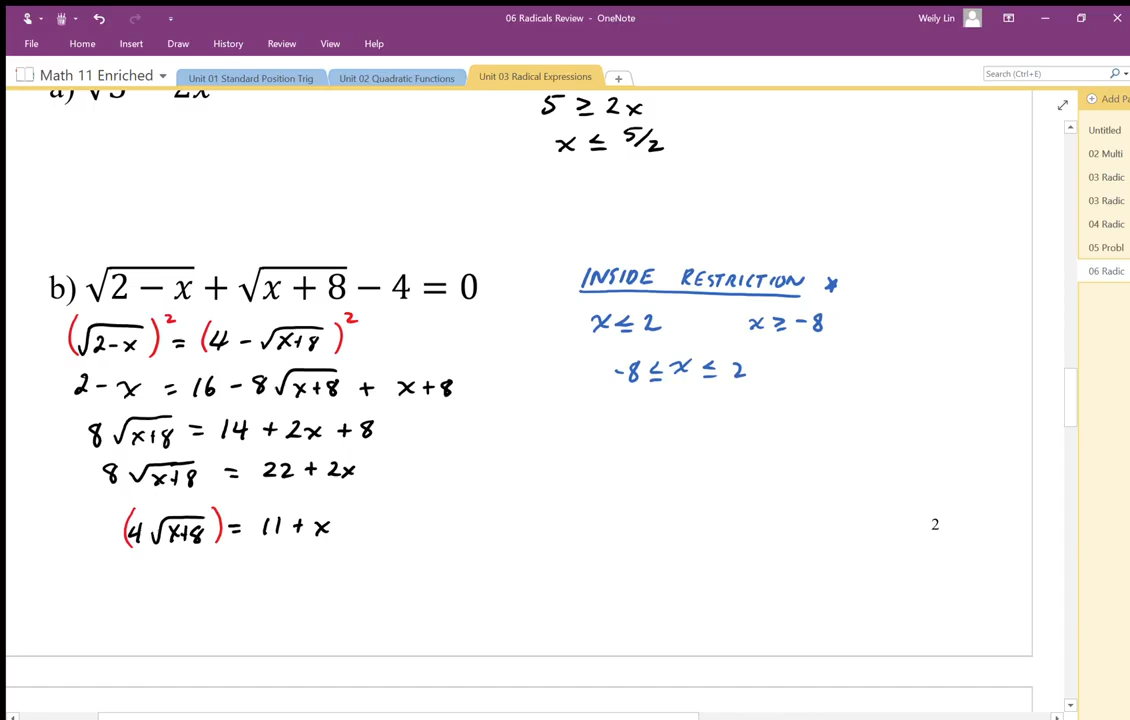 06 Radicals Review - OneNote
Weily Lin
File Home Insert Draw History Review View Help
Math 11 Enriched
Unit 01 Standard Position Trig
Unit 02 Quadratic Functions
Unit 03 Radical Expressions
Search (Ctrl+E)
Add Pa
Untitled
02 Multi
03 Radic
03 Radic
04 Radic
05 Probl
06 Radic
5 ≥ 2x
x ≤ 5/2
b) √(2 − x) + √(x + 8) − 4 = 0
(√(2-x))² = (4 - √(x+8))²
2 - x = 16 - 8√(x+8) + x+8
8√(x+8) = 14 + 2x + 8
8√(x+8) = 22 + 2x
(4√(x+8)) = 11 + x
INSIDE RESTRICTION *
x ≤ 2 x ≥ -8
-8 ≤ x ≤ 2
2